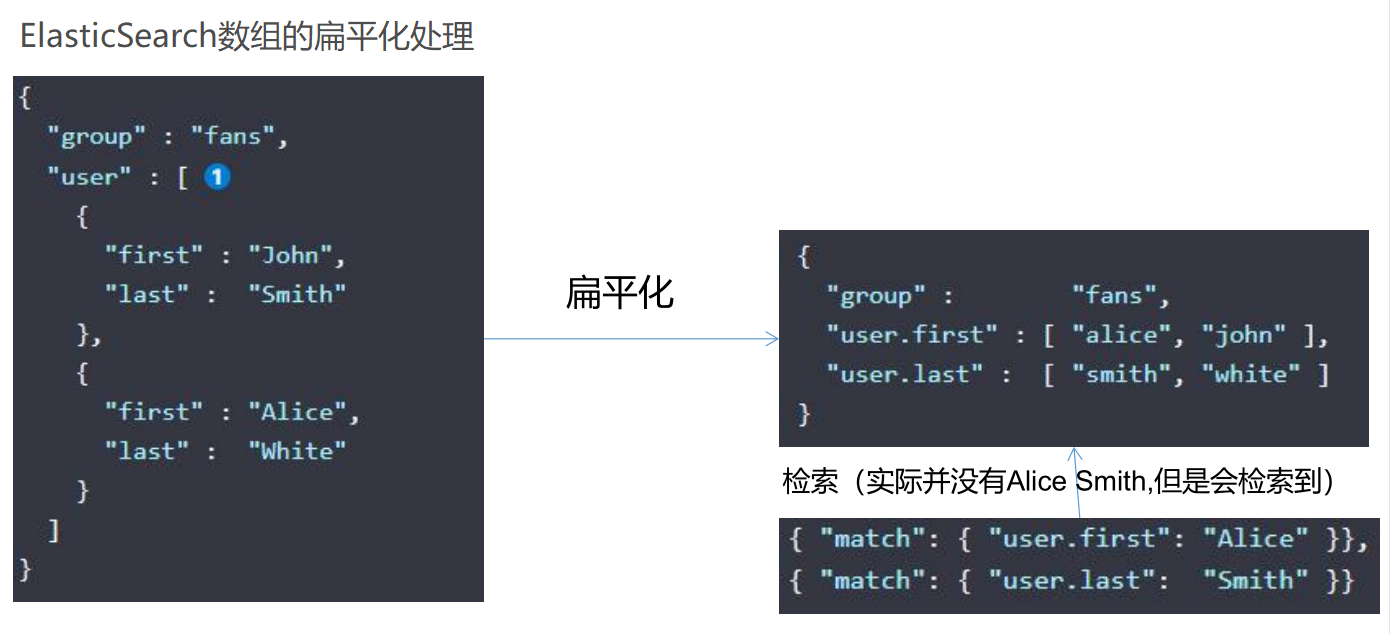 ElasticSearch数组的扁平化处理
{
  "group" : "fans",
  "user" : [ 1
    {
      "first" : "John",
      "last" :  "Smith"
    },
    {
      "first" : "Alice",
      "last" :  "White"
    }
  ]
}
扁平化
{
  "group" :        "fans",
  "user.first" : [ "alice", "john" ],
  "user.last" :  [ "smith", "white" ]
}
检索（实际并没有Alice Smith,但是会检索到）
{ "match": { "user.first": "Alice" }},
{ "match": { "user.last":  "Smith" }}